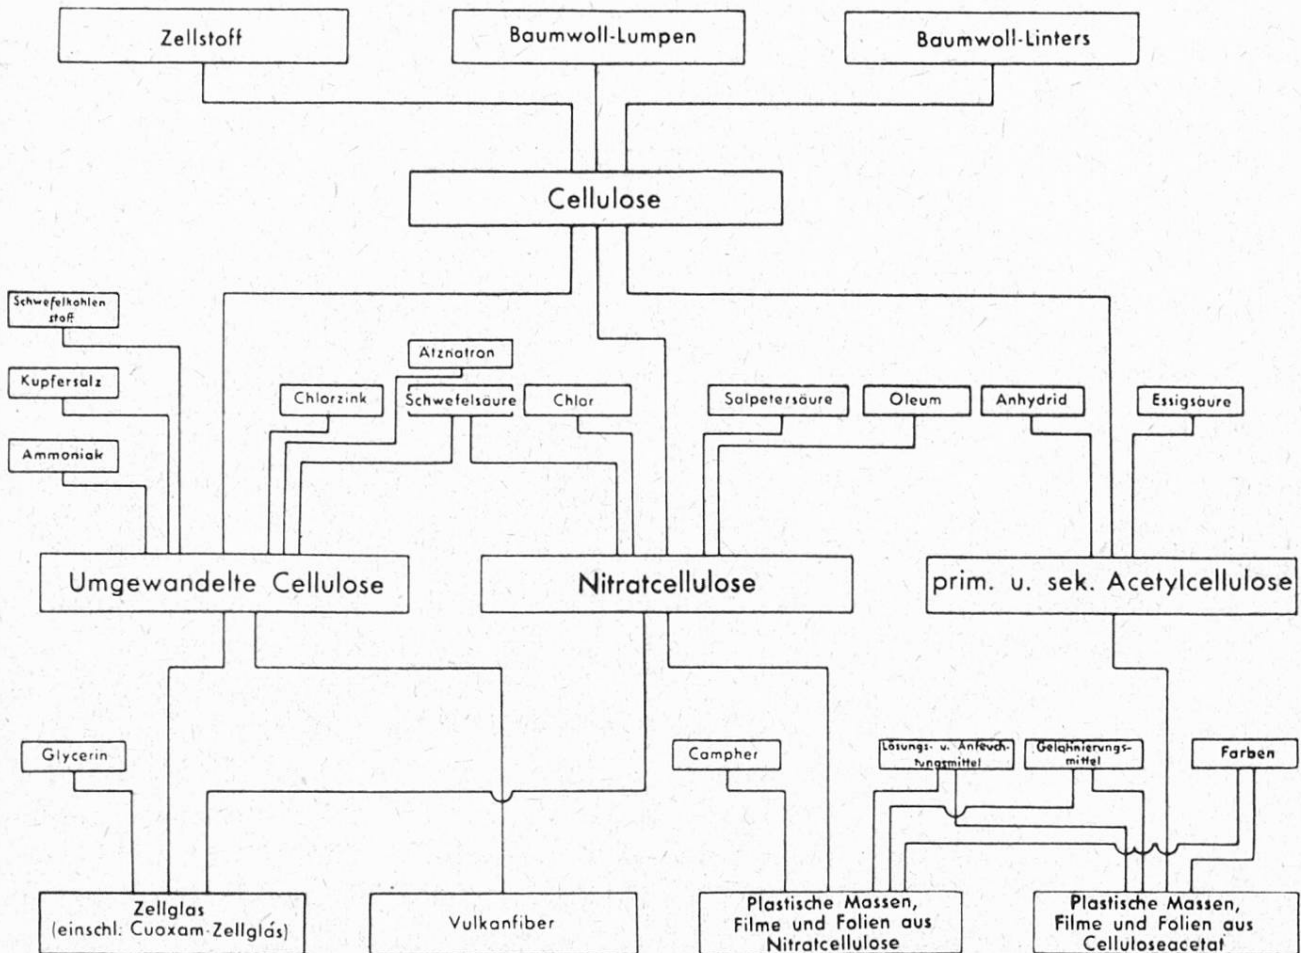 Zellstoff
Baumwoll-Lumpen
Baumwoll-Linters
Cellulose
Schwefelkohlen
stoff
Kupfersalz
Ammoniak
Atznatron
Chlorzink
Schwefelsäure
Chlor
Salpetersäure
Oleum
Anhydrid
Essigsäure
Umgewandelte Cellulose
Nitratcellulose
prim. u. sek. Acetylcellulose
Glycerin
Campher
Lösungs- u. Anfeuch-
tungsmittel
Gelatinierungs-
mittel
Farben
Zellglas
(einschl. Cuoxam-Zellglas)
Vulkanfiber
Plastische Massen,
Filme und Folien aus
Nitratcellulose
Plastische Massen,
Filme und Folien aus
Celluloseacetat